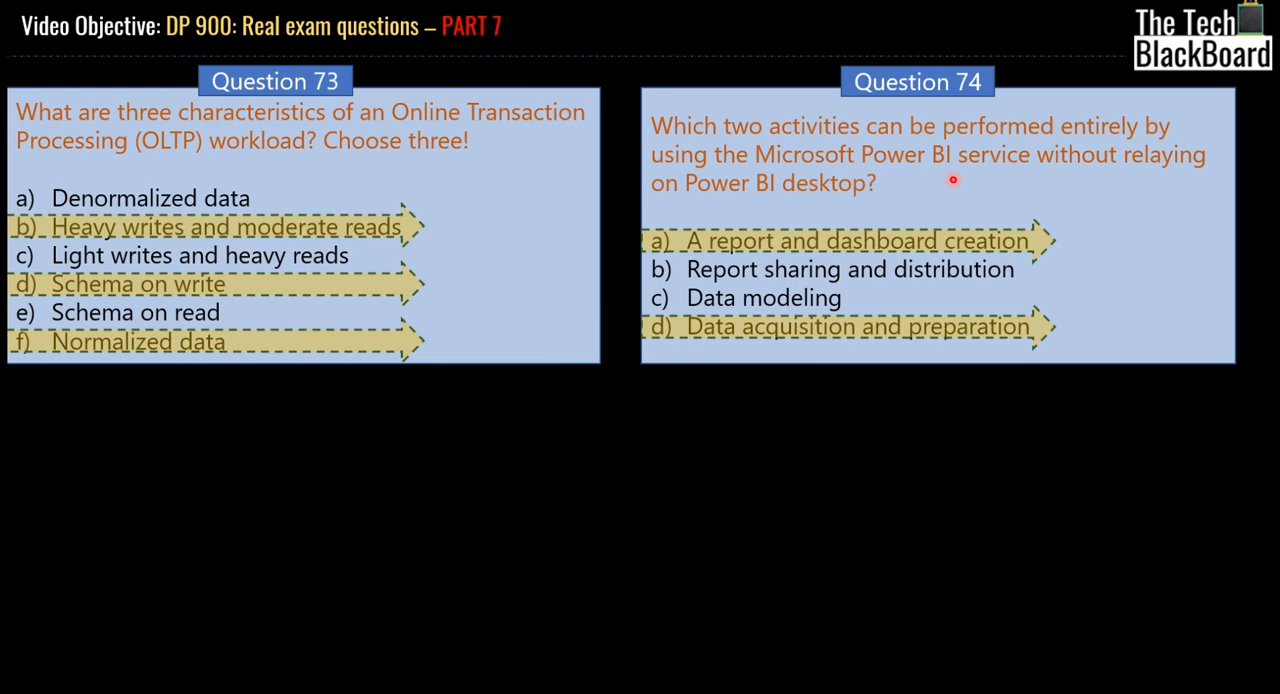 Video Objective: DP 900: Real exam questions – PART 7
The Tech
BlackBoard
Question 73
What are three characteristics of an Online Transaction
Processing (OLTP) workload? Choose three!
a) Denormalized data
b) Heavy writes and moderate reads
c) Light writes and heavy reads
d) Schema on write
e) Schema on read
f) Normalized data
Question 74
Which two activities can be performed entirely by
using the Microsoft Power BI service without relaying
on Power BI desktop?
a) A report and dashboard creation
b) Report sharing and distribution
c) Data modeling
d) Data acquisition and preparation